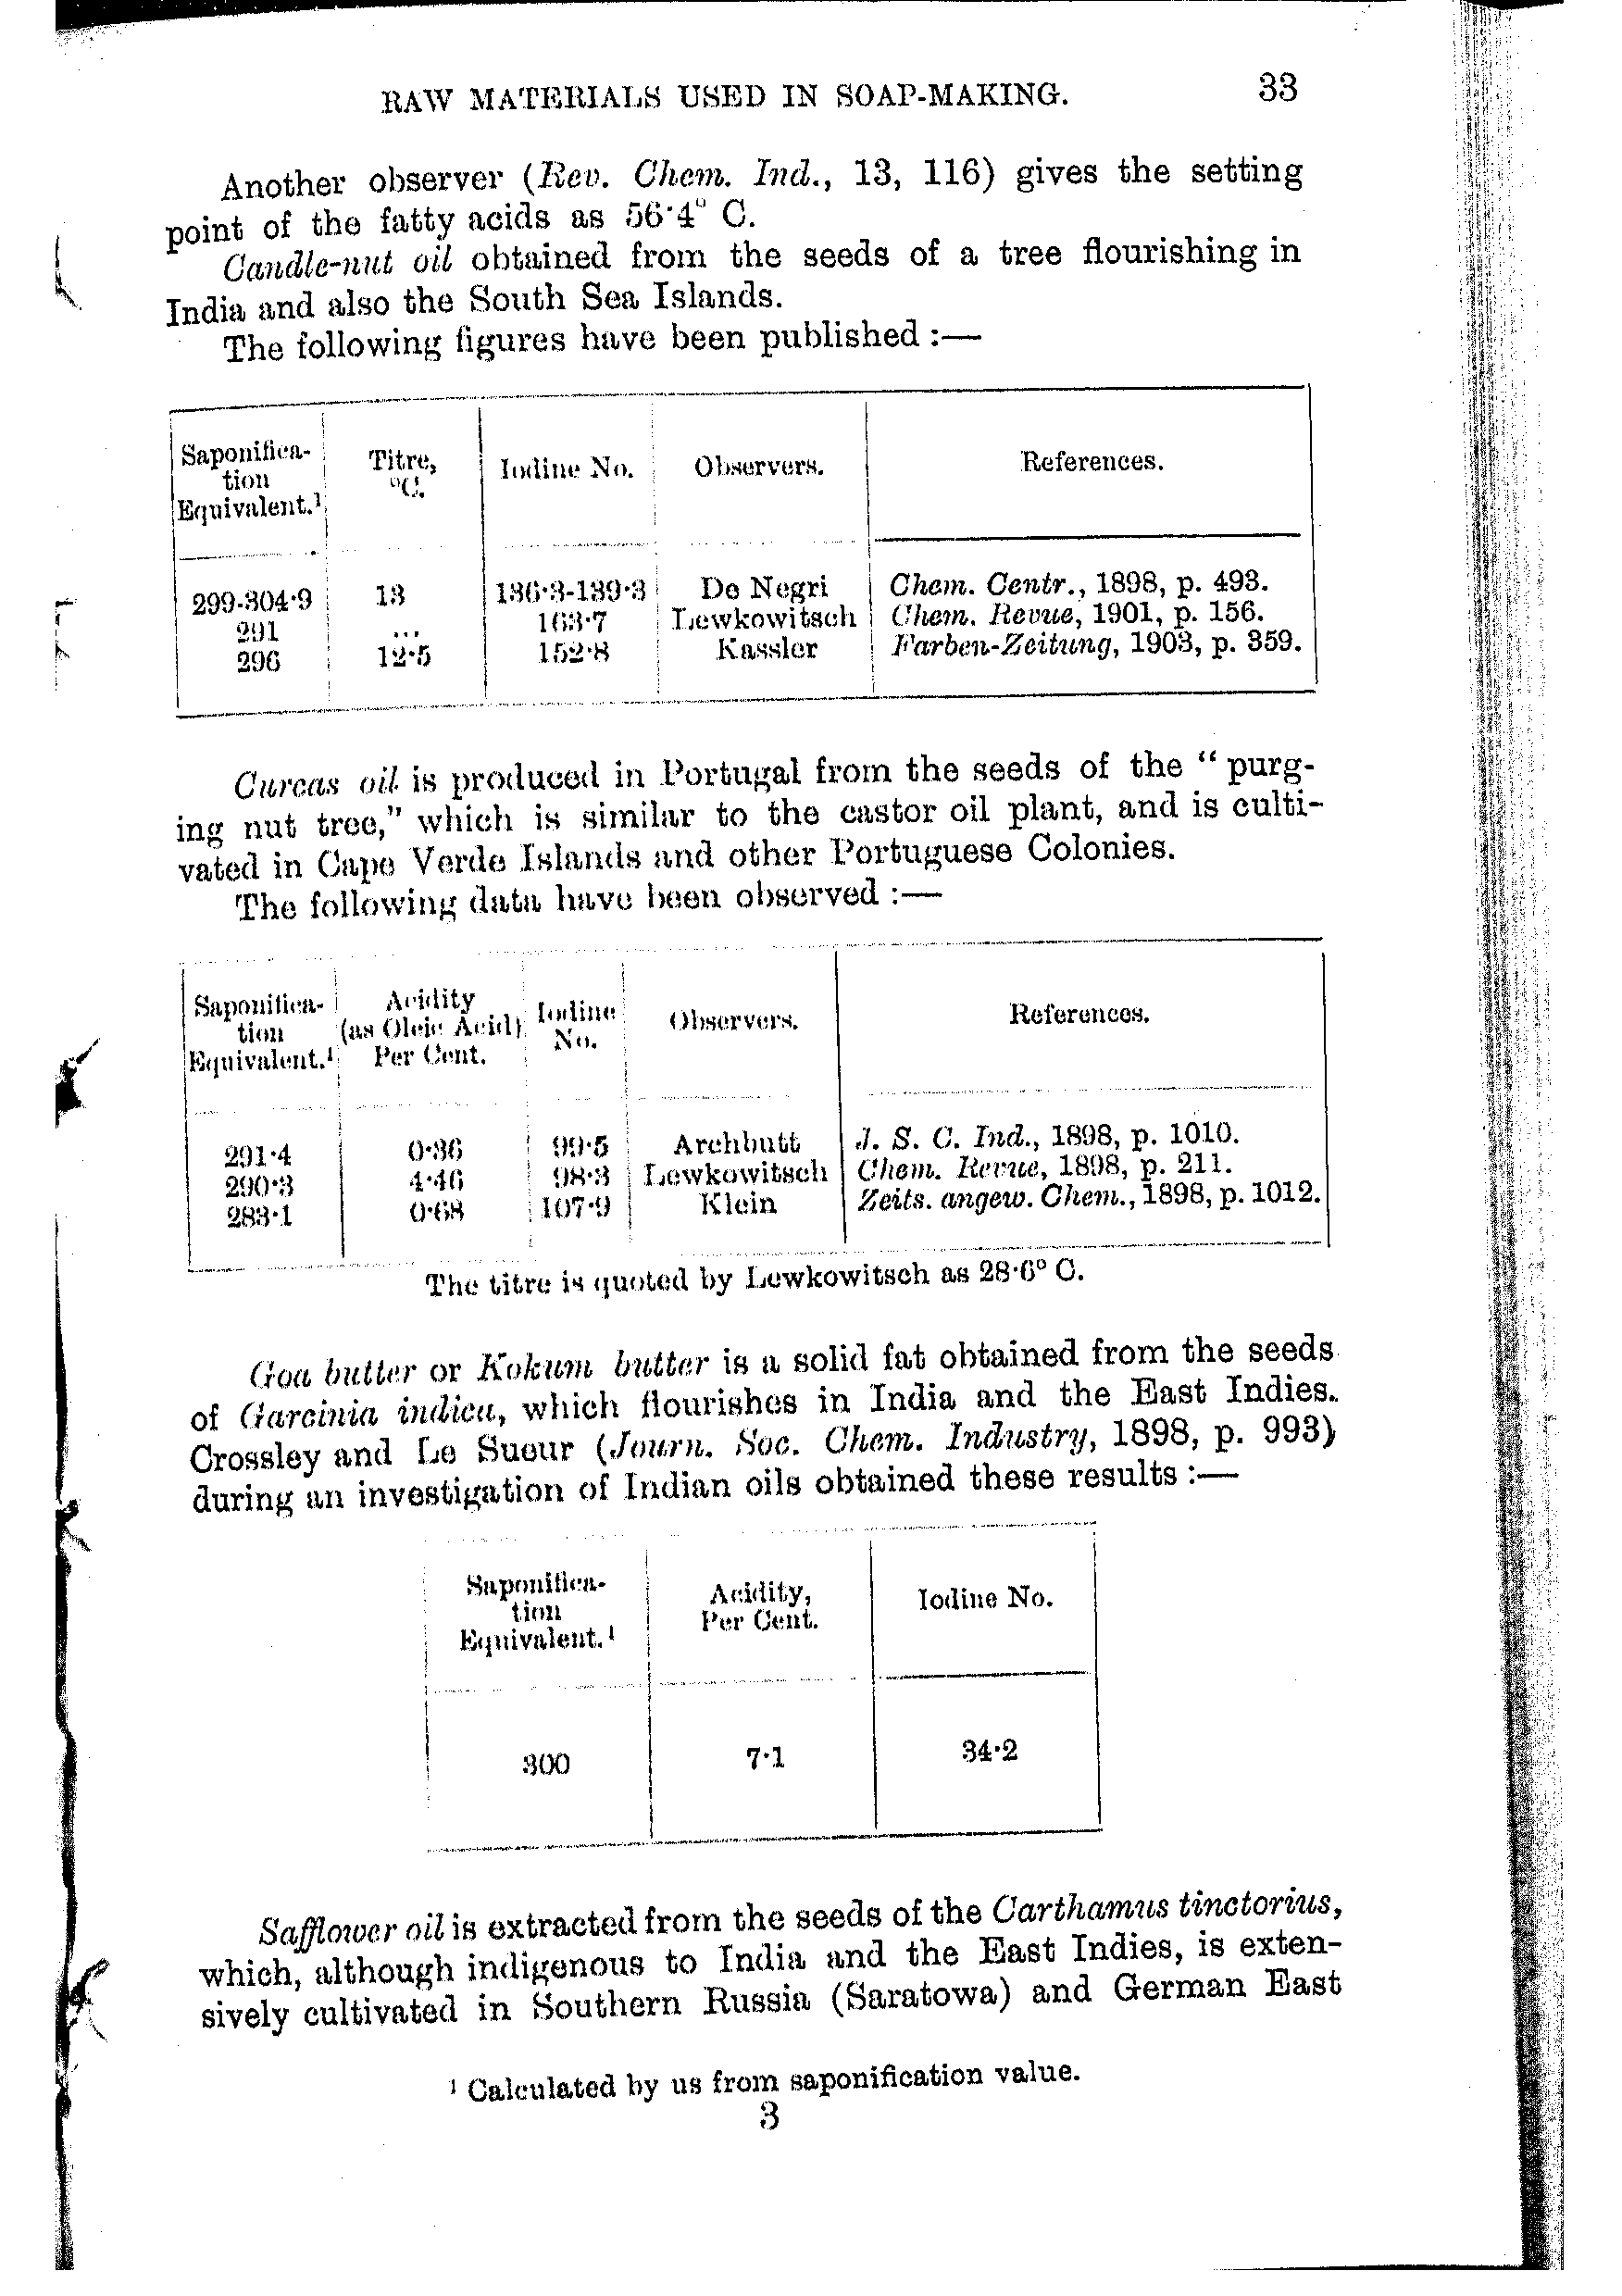 RAW MATERIALS USED IN SOAP-MAKING. 33
Another observer (Rev. Chem. Ind., 13, 116) gives the setting
point of the fatty acids as 56·4° C.
Candle-nut oil obtained from the seeds of a tree flourishing in
India and also the South Sea Islands.
The following figures have been published :—
Saponifica-
tion
Equivalent.¹ Titre,
°C. Iodine No. Observers. References.
299-304·9 13 136·3-139·3 De Negri Chem. Centr., 1898, p. 493.
291 ... 163·7 Lewkowitsch Chem. Revue, 1901, p. 156.
296 12·5 152·8 Kassler Farben-Zeitung, 1903, p. 359.
Curcas oil is produced in Portugal from the seeds of the “ purg-
ing nut tree,” which is similar to the castor oil plant, and is culti-
vated in Cape Verde Islands and other Portuguese Colonies.
The following data have been observed :—
Saponifica-
tion
Equivalent.¹ Acidity
(as Oleic Acid)
Per Cent. Iodine
No. Observers. References.
291·4 0·36 99·5 Archbutt J. S. C. Ind., 1898, p. 1010.
290·3 4·46 98·3 Lewkowitsch Chem. Revue, 1898, p. 211.
283·1 0·68 107·9 Klein Zeits. angew. Chem., 1898, p. 1012.
The titre is quoted by Lewkowitsch as 28·6° C.
Goa butter or Kokum butter is a solid fat obtained from the seeds
of Garcinia indica, which flourishes in India and the East Indies.
Crossley and Le Sueur (Journ. Soc. Chem. Industry, 1898, p. 993)
during an investigation of Indian oils obtained these results :—
Saponifica-
tion
Equivalent.¹ Acidity,
Per Cent. Iodine No.
300 7·1 34·2
Safflower oil is extracted from the seeds of the Carthamus tinctorius,
which, although indigenous to India and the East Indies, is exten-
sively cultivated in Southern Russia (Saratowa) and German East
¹ Calculated by us from saponification value.
3